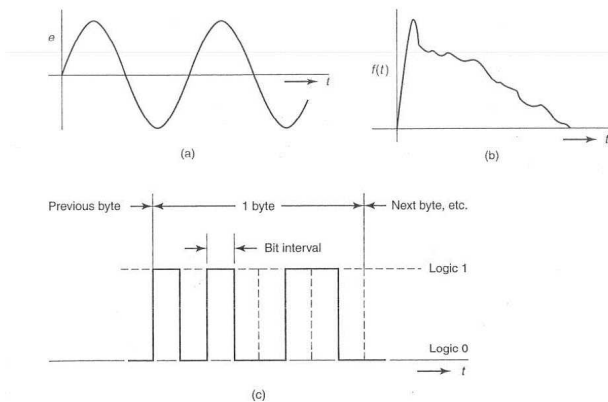 e
t
(a)
f(t)
t
(b)
Previous byte
1 byte
Next byte, etc.
Bit interval
Logic 1
Logic 0
t
(c)